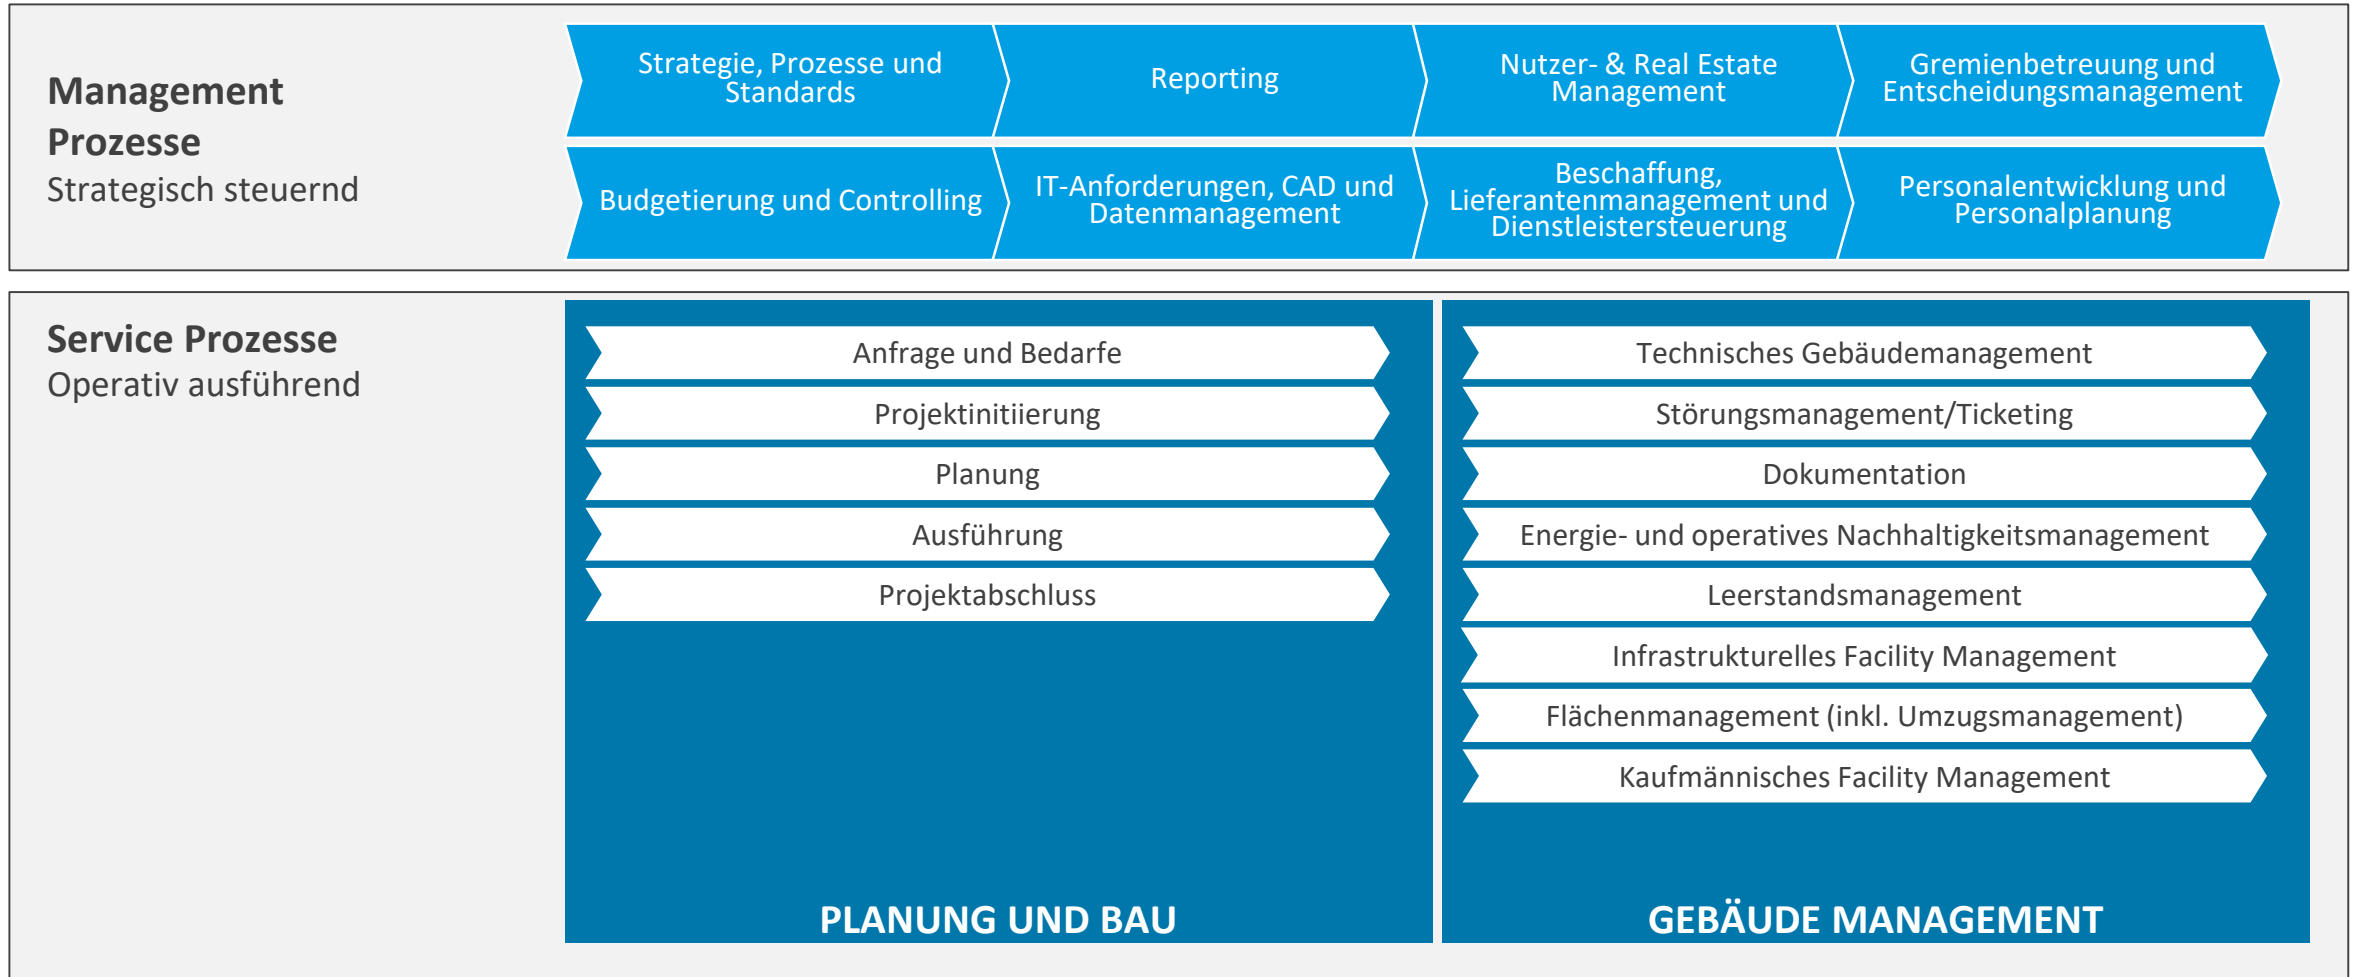 Management
Prozesse
Strategisch steuernd
Strategie, Prozesse und
Standards
Reporting
Nutzer- & Real Estate
Management
Gremienbetreuung und
Entscheidungsmanagement
Budgetierung und Controlling
IT-Anforderungen, CAD und
Datenmanagement
Beschaffung,
Lieferantenmanagement und
Dienstleistersteuerung
Personalentwicklung und
Personalplanung
Service Prozesse
Operativ ausführend
Anfrage und Bedarfe
Projektinitiierung
Planung
Ausführung
Projektabschluss
PLANUNG UND BAU
Technisches Gebäudemanagement
Störungsmanagement/Ticketing
Dokumentation
Energie- und operatives Nachhaltigkeitsmanagement
Leerstandsmanagement
Infrastrukturelles Facility Management
Flächenmanagement (inkl. Umzugsmanagement)
Kaufmännisches Facility Management
GEBÄUDE MANAGEMENT